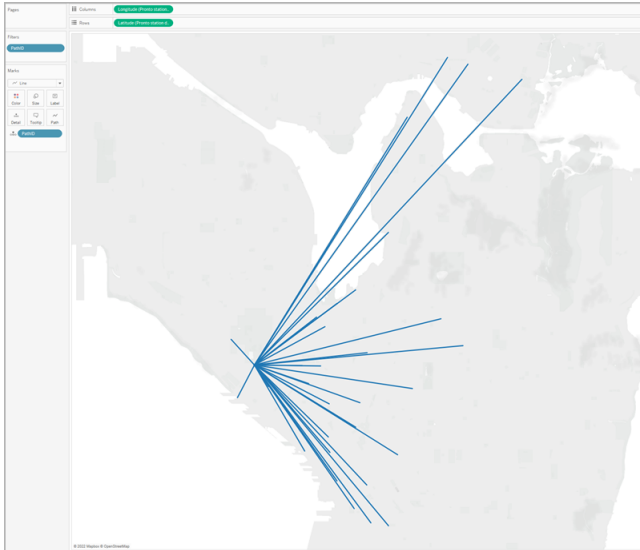 Pages
Columns
Longitude (Promo station..
Rows
Latitude (Promo station d..
Filters
PathID
Marks
Line
Color
Size
Label
Detail
Tooltip
Path
PathID
© 2022 Mapbox © OpenStreetMap